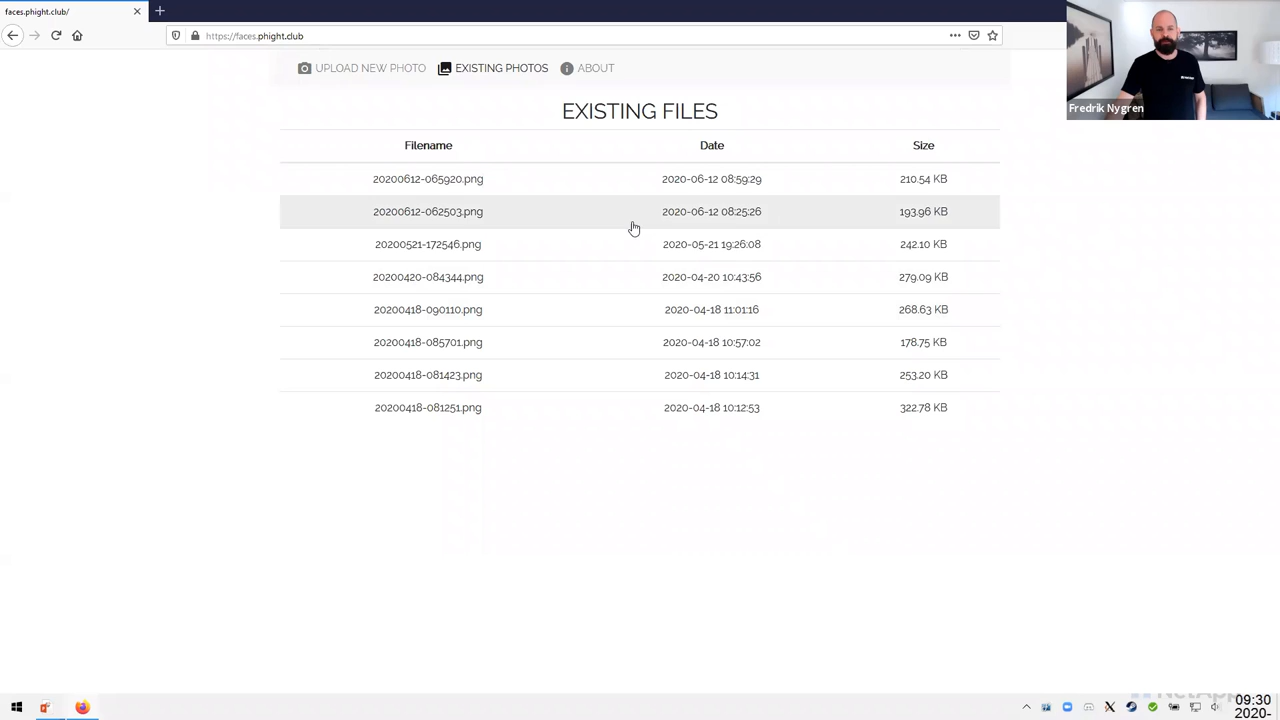 faces.phight.club/
https://faces.phight.club
UPLOAD NEW PHOTO EXISTING PHOTOS ABOUT
Fredrik Nygren
EXISTING FILES
Filename Date Size
20200612-065920.png 2020-06-12 08:59:29 210.54 KB
20200612-062503.png 2020-06-12 08:25:26 193.96 KB
20200521-172546.png 2020-05-21 19:26:08 242.10 KB
20200420-084344.png 2020-04-20 10:43:56 279.09 KB
20200418-090110.png 2020-04-18 11:01:16 268.63 KB
20200418-085701.png 2020-04-18 10:57:02 178.75 KB
20200418-081423.png 2020-04-18 10:14:31 253.20 KB
20200418-081251.png 2020-04-18 10:12:53 322.78 KB
09:30
2020-